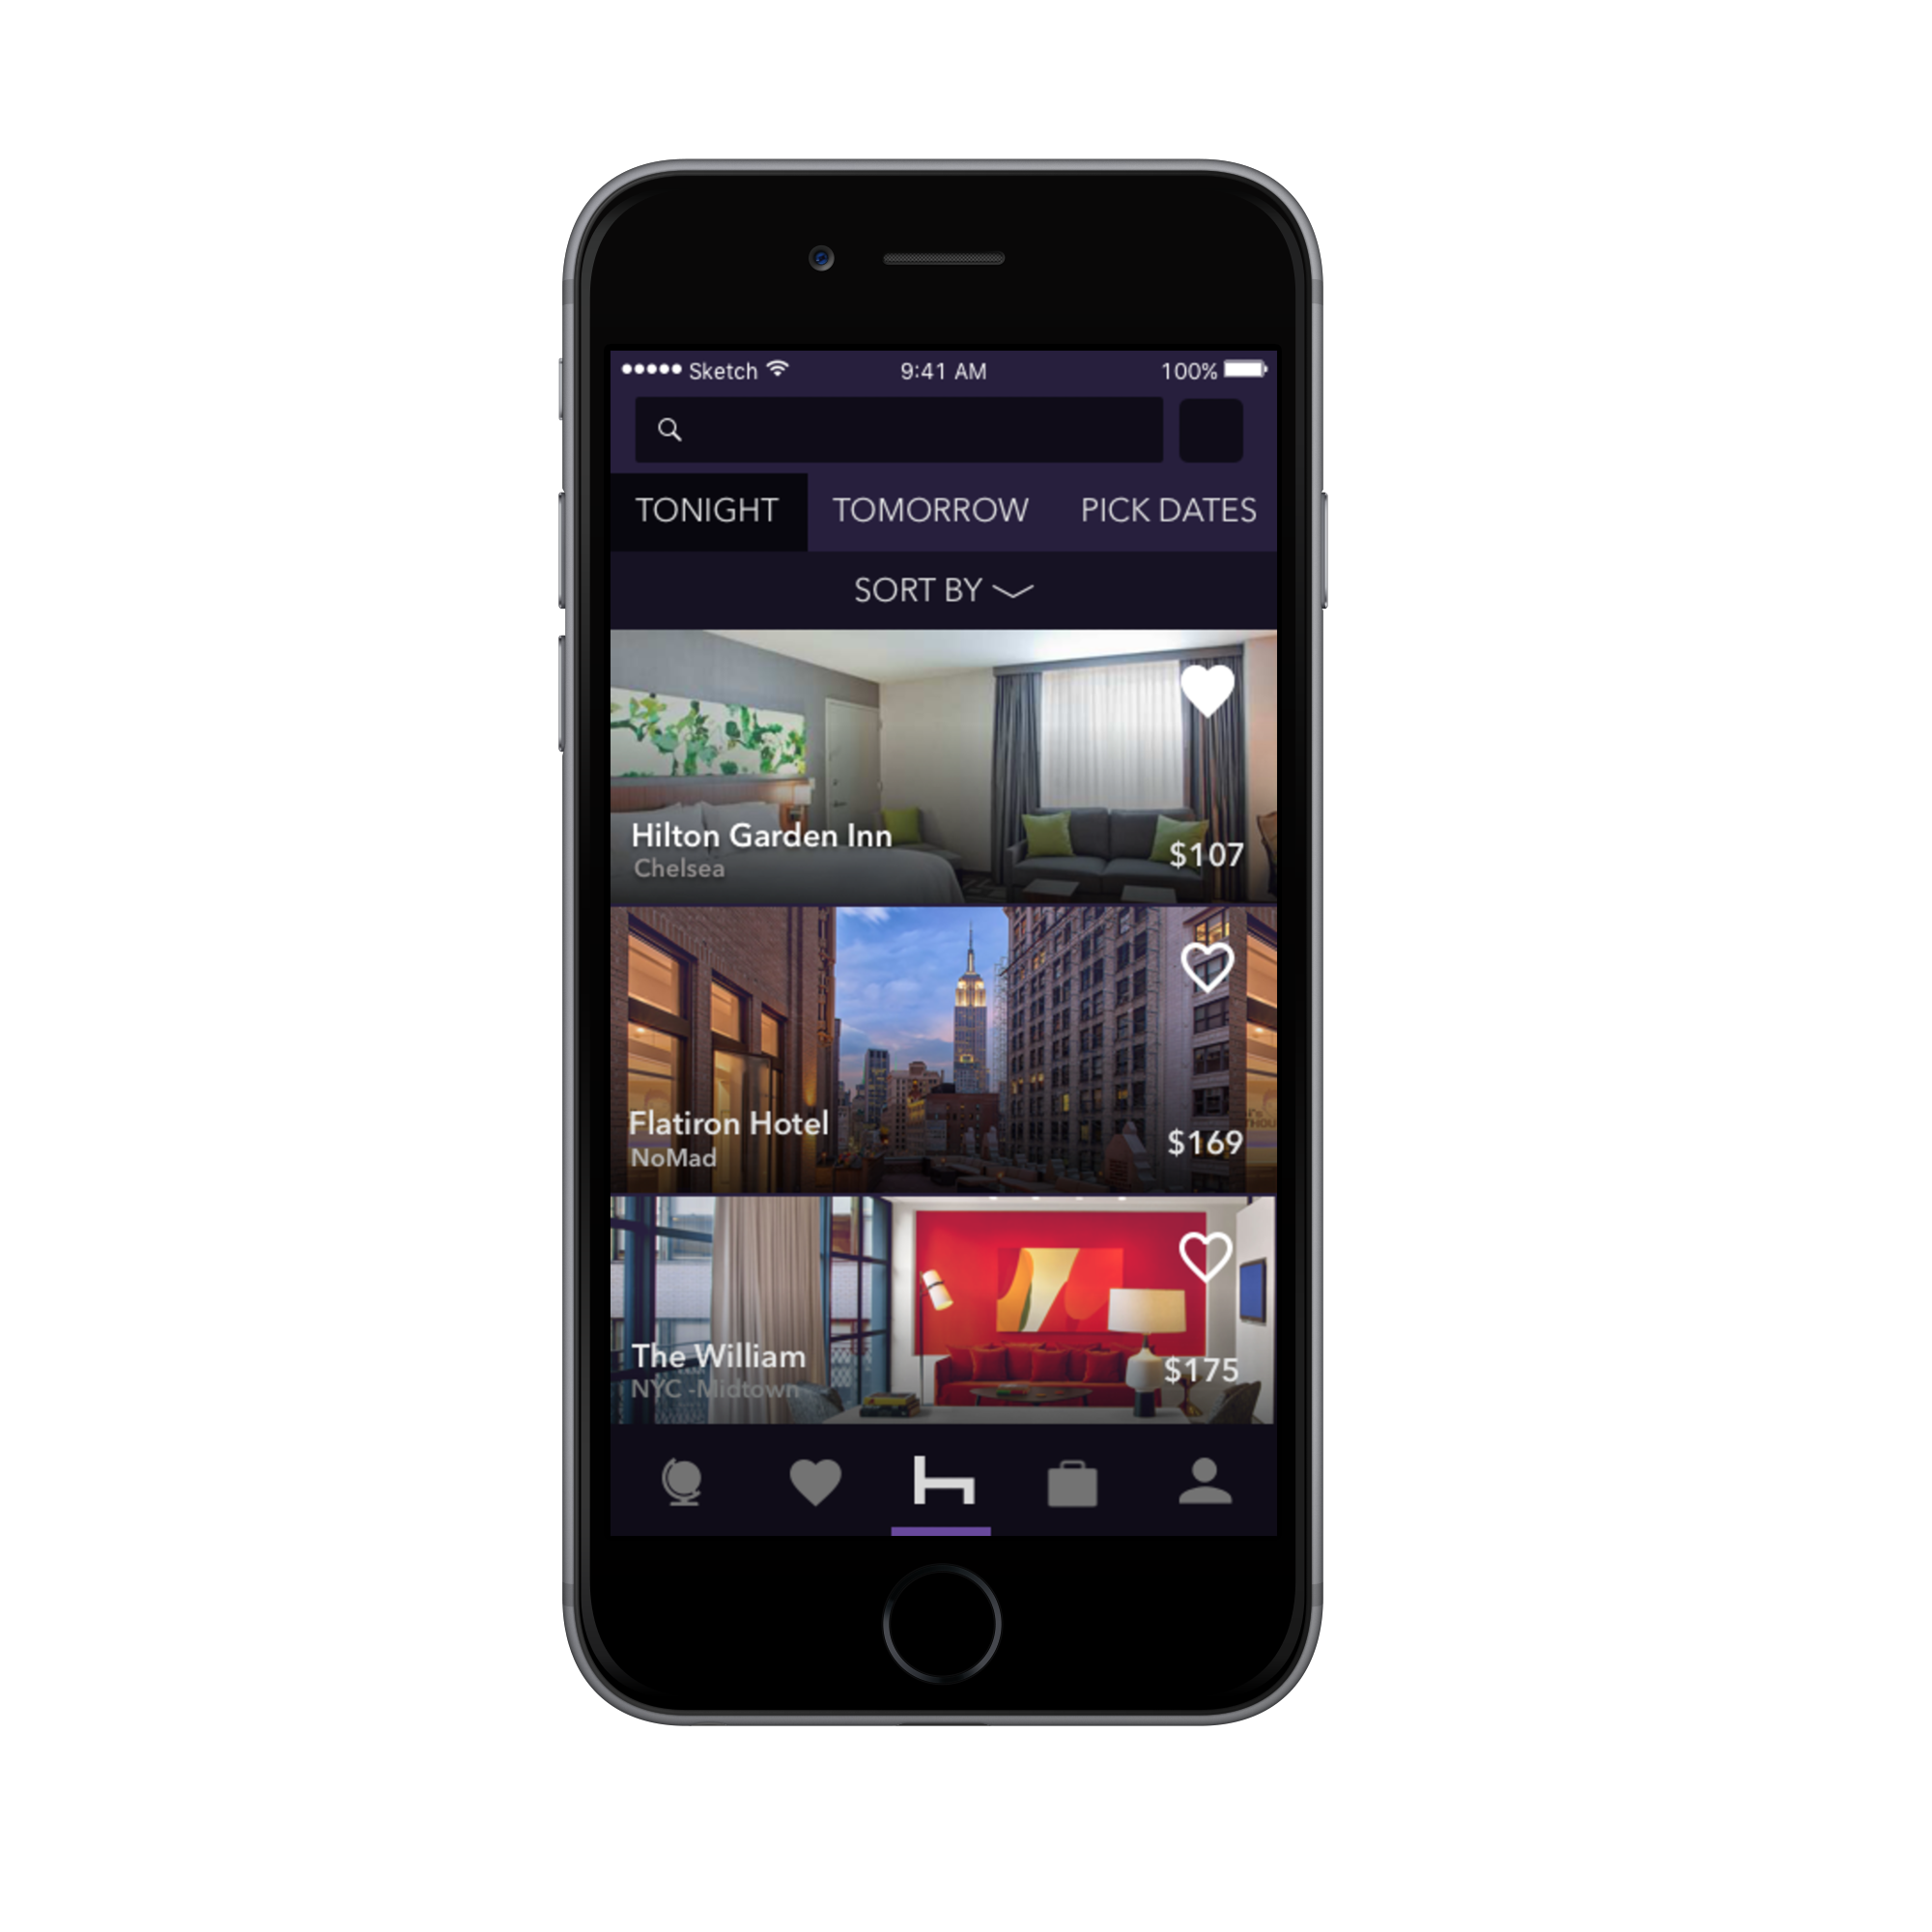 ●●●●● Sketch 9:41 AM 100%
TONIGHT TOMORROW PICK DATES
SORT BY
Hilton Garden Inn
Chelsea
$107
Flatiron Hotel
NoMad
$169
The William
NYC -Midtown
$175